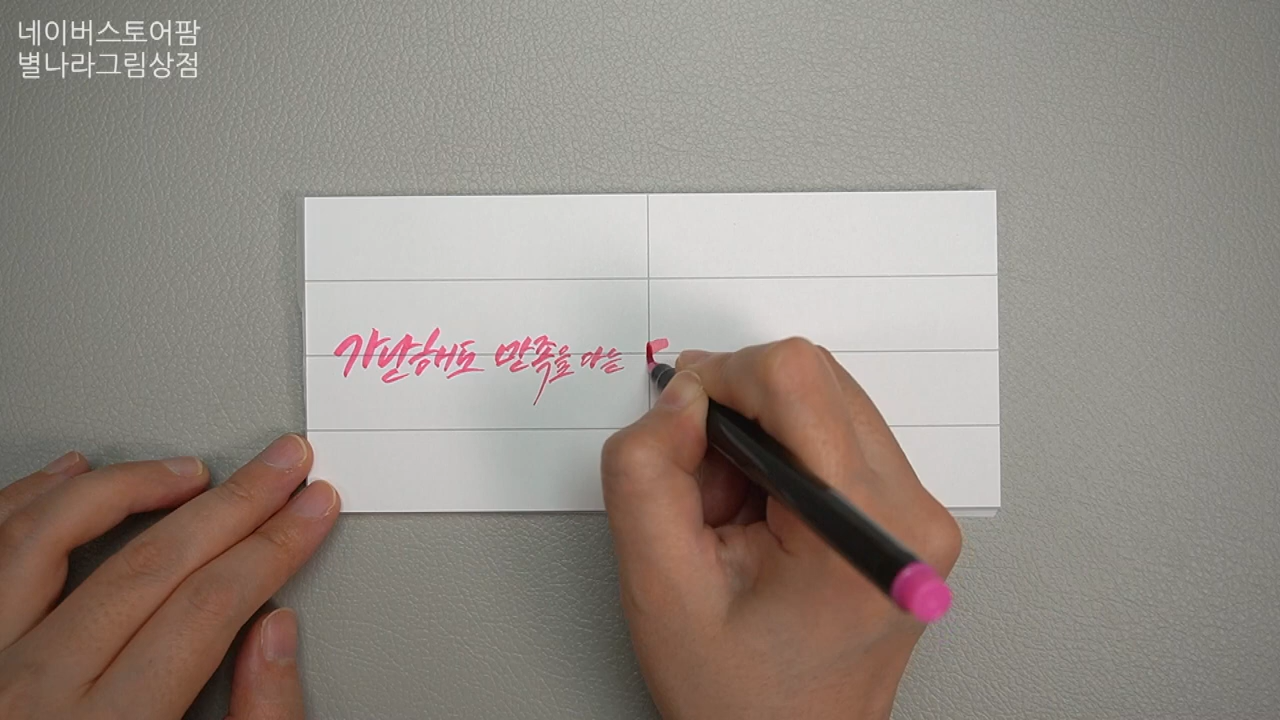 네이버스토어팜
별나라그림상점
가난해도 만족을 아는